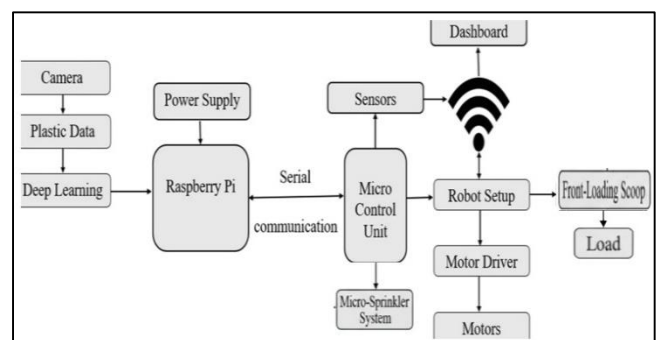 Dashboard
Camera
Power Supply
Sensors
Plastic Data
Deep Learning
Raspberry Pi
Serial
communication
Micro
Control
Unit
Robot Setup
Front-Loading Scoop
Load
Motor Driver
Micro-Sprinkler
System
Motors